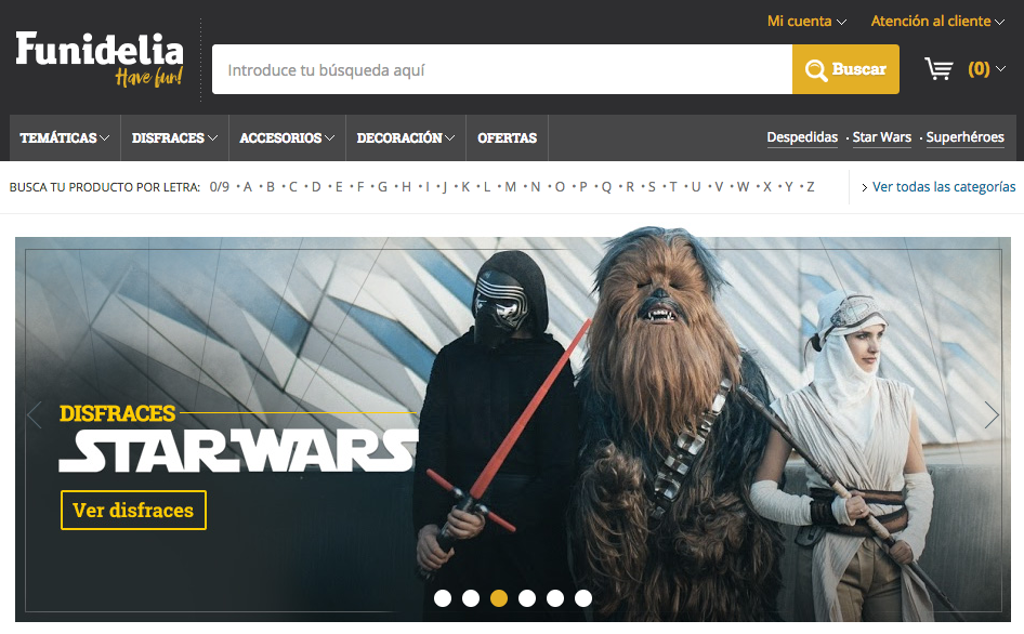 Mi cuenta
Atención al cliente
Funidelia
Have fun!
Introduce tu búsqueda aquí
Buscar
(0)
TEMÁTICAS
DISFRACES
ACCESORIOS
DECORACIÓN
OFERTAS
Despedidas · Star Wars · Superhéroes
BUSCA TU PRODUCTO POR LETRA: 0/9 · A · B · C · D · E · F · G · H · I · J · K · L · M · N · O · P · Q · R · S · T · U · V · W · X · Y · Z
Ver todas las categorías
DISFRACES
STAR WARS
Ver disfraces